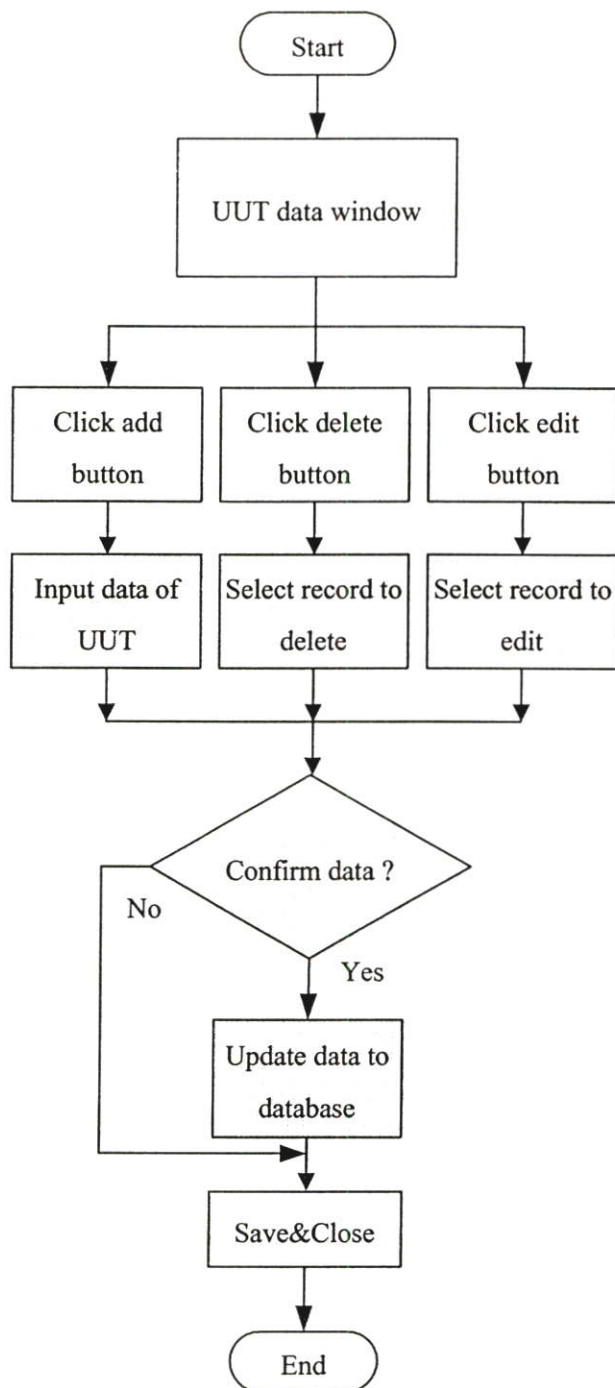 Start
UUT data window
Click add
button
Click delete
button
Click edit
button
Input data of
UUT
Select record to
delete
Select record to
edit
Confirm data ?
No
Yes
Update data to
database
Save&Close
End